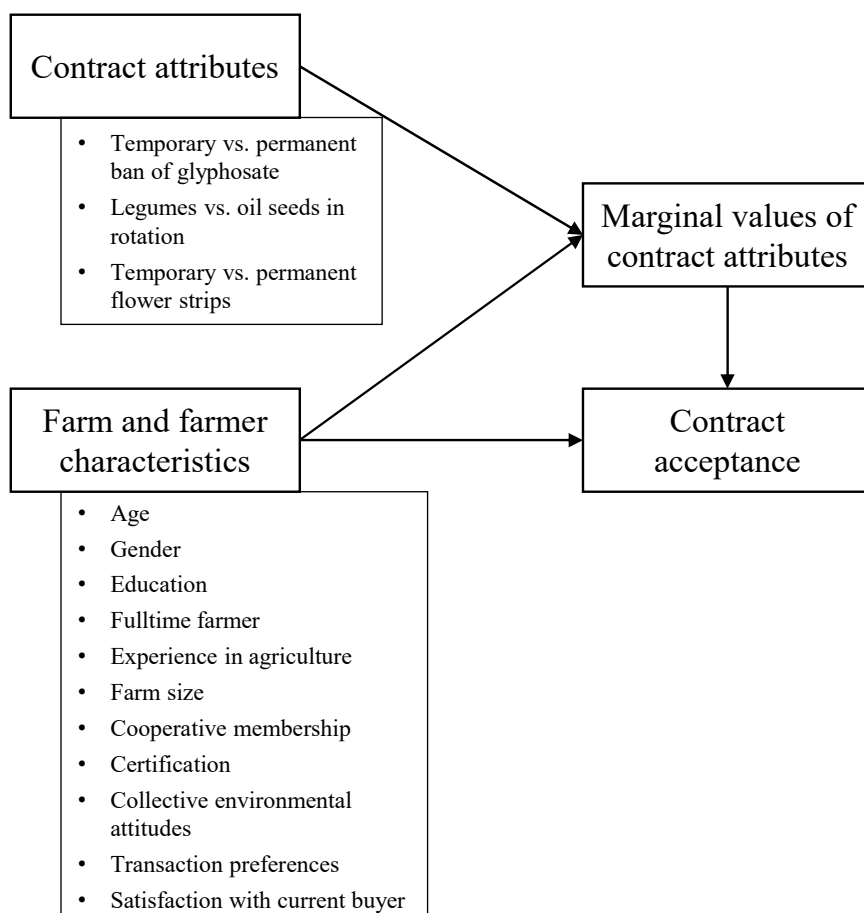 Contract attributes
• Temporary vs. permanent
ban of glyphosate
• Legumes vs. oil seeds in
rotation
• Temporary vs. permanent
flower strips
Marginal values of
contract attributes
Farm and farmer
characteristics
Contract
acceptance
• Age
• Gender
• Education
• Fulltime farmer
• Experience in agriculture
• Farm size
• Cooperative membership
• Certification
• Collective environmental
attitudes
• Transaction preferences
• Satisfaction with current buyer